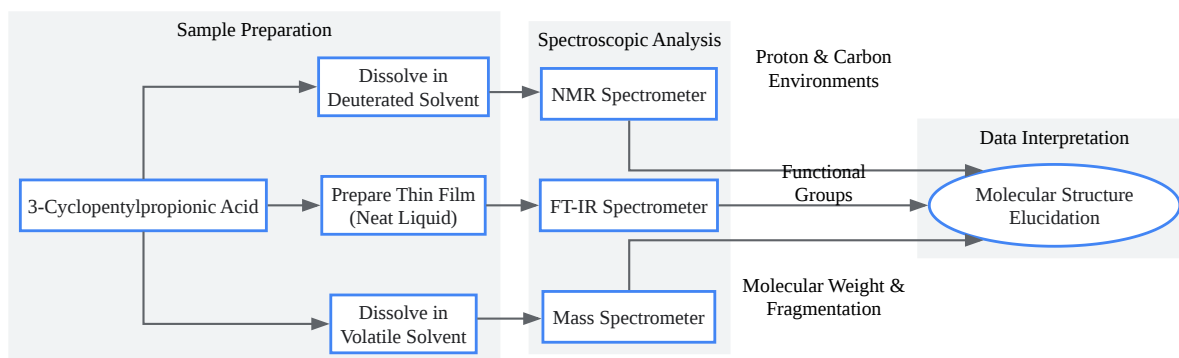 Sample Preparation
Spectroscopic Analysis
Proton & Carbon
Environments
Dissolve in
Deuterated Solvent
NMR Spectrometer
Data Interpretation
3-Cyclopentylpropionic Acid
Prepare Thin Film
(Neat Liquid)
FT-IR Spectrometer
Functional
Groups
Molecular Structure
Elucidation
Molecular Weight &
Fragmentation
Dissolve in
Volatile Solvent
Mass Spectrometer